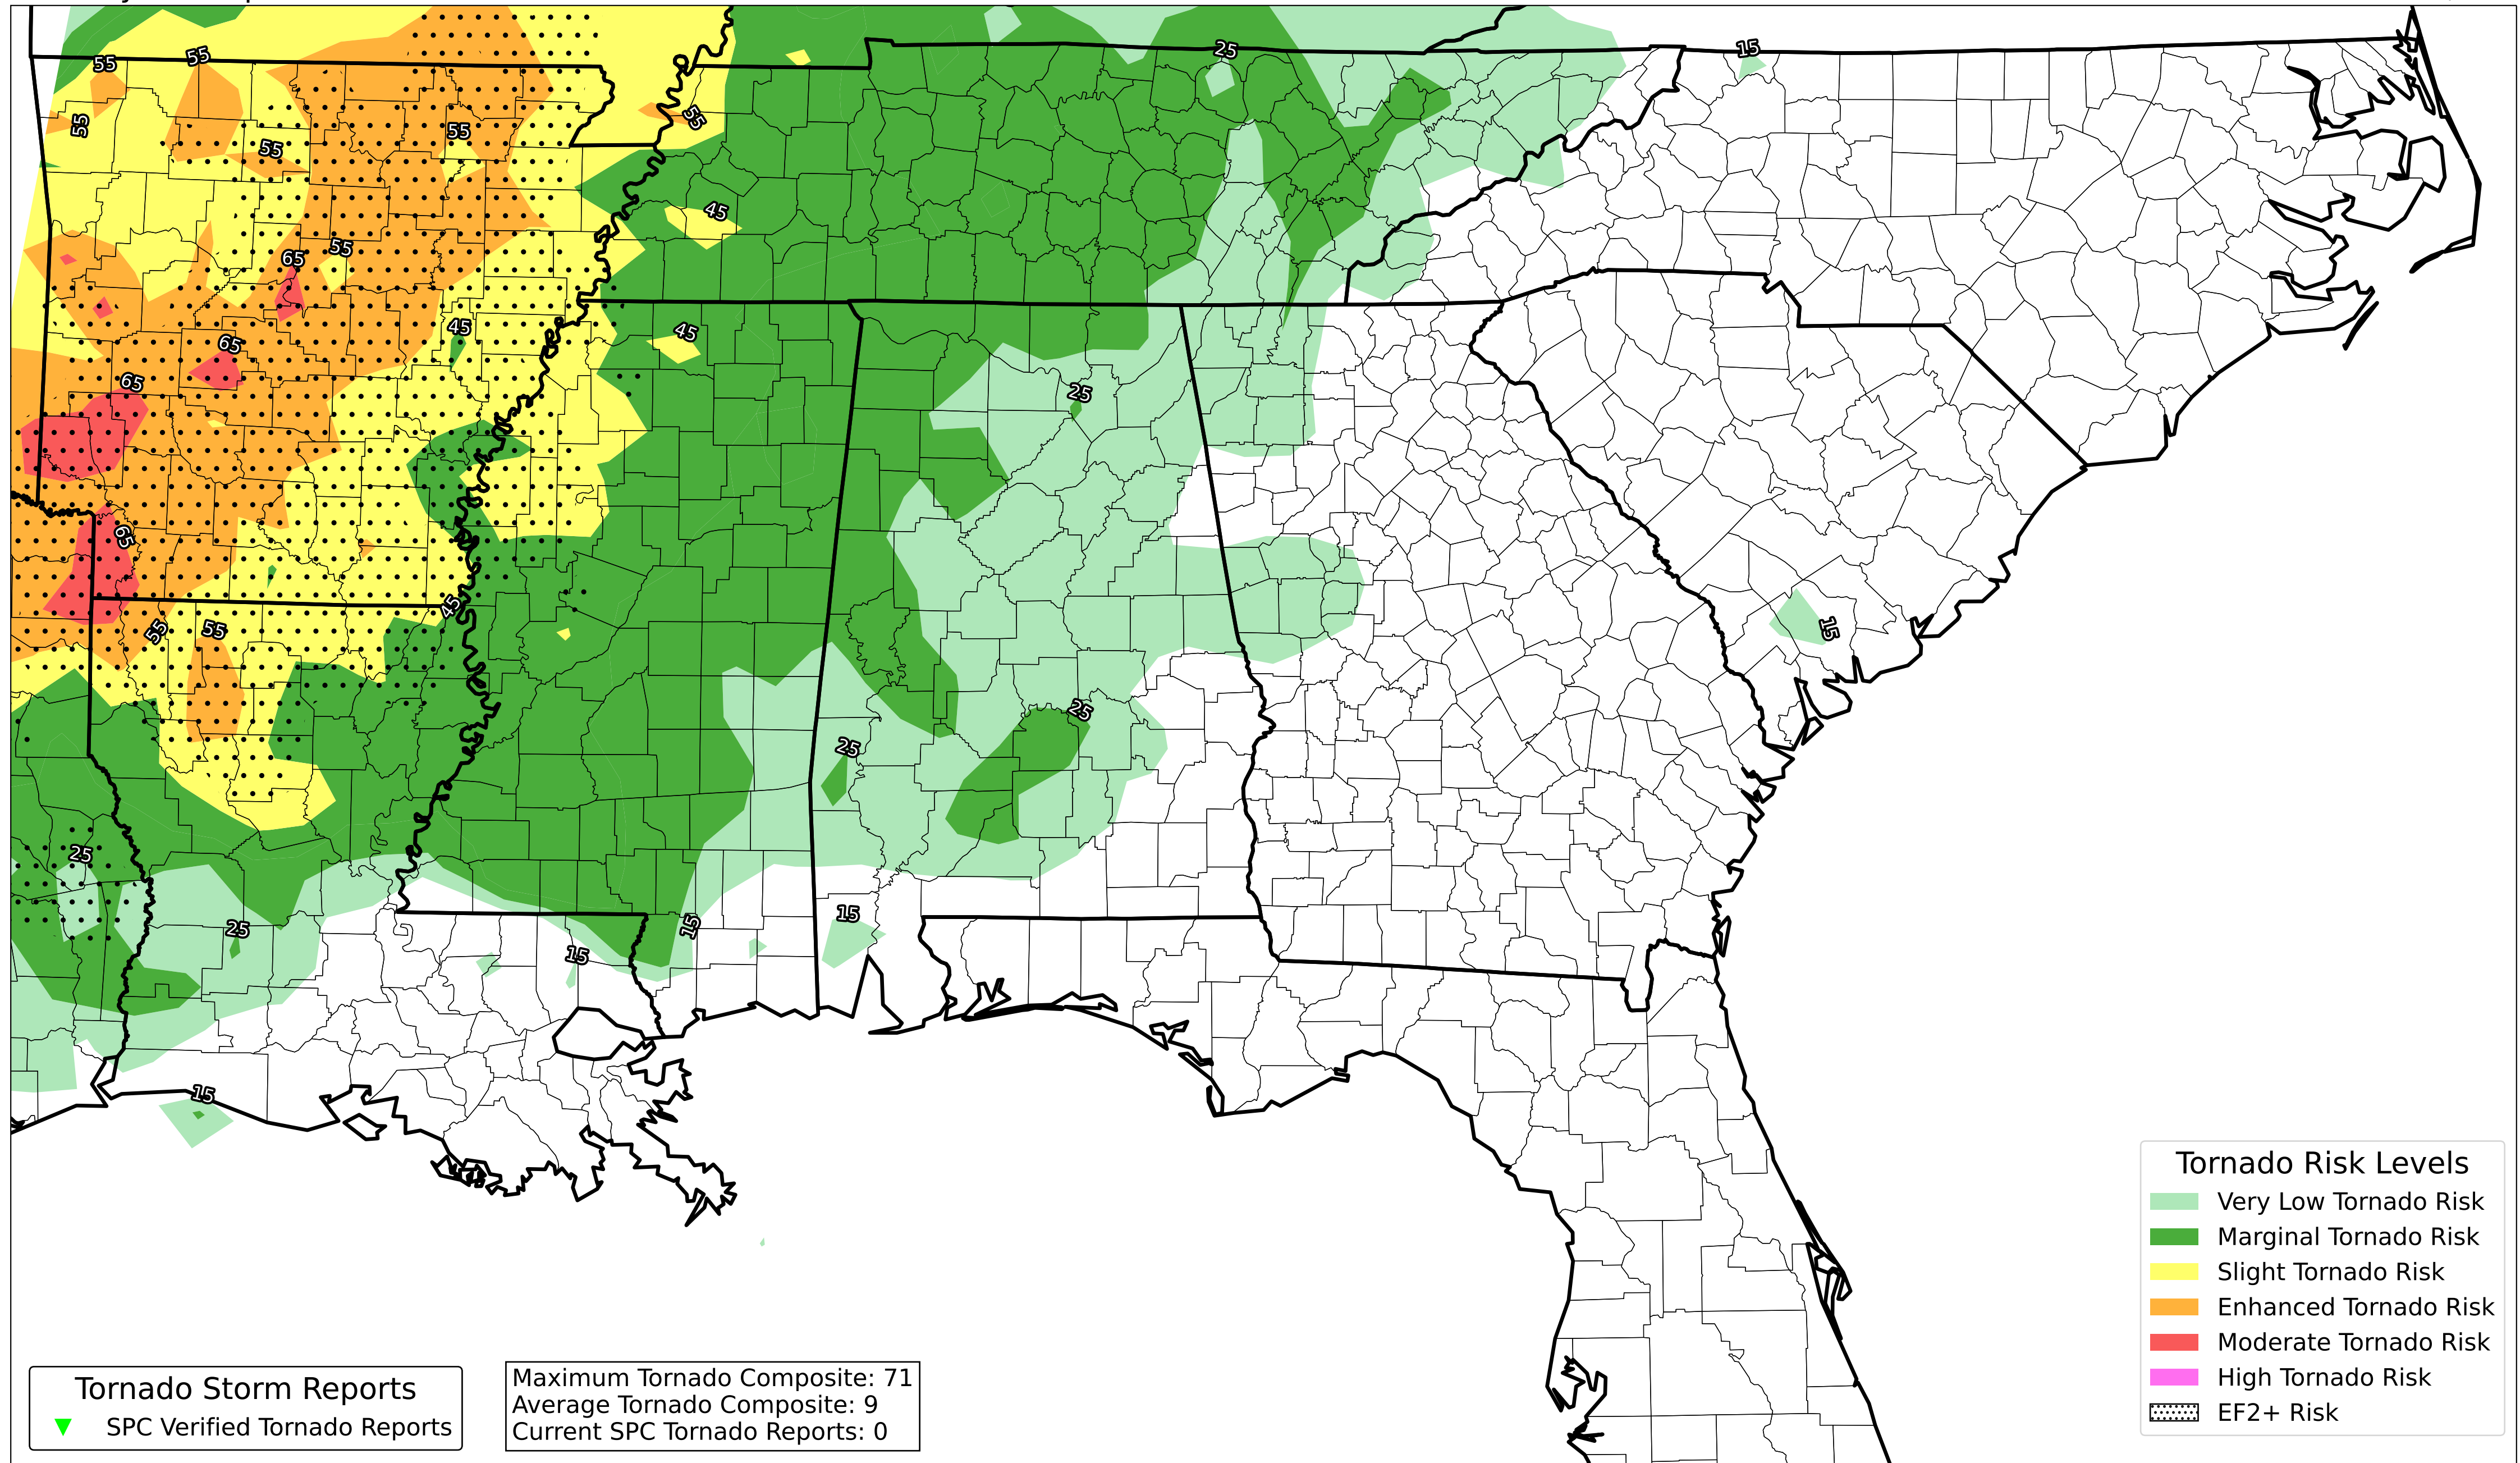 55
55
25
15
55
55
55
55
45
55
65
45
45
65
65
25
65
45
15
55
55
25
25
25
15
15
25
15
15
Tornado Risk Levels
Very Low Tornado Risk
Marginal Tornado Risk
Slight Tornado Risk
Enhanced Tornado Risk
Moderate Tornado Risk
High Tornado Risk
EF2+ Risk
Tornado Storm Reports
SPC Verified Tornado Reports
Maximum Tornado Composite: 71
Average Tornado Composite: 9
Current SPC Tornado Reports: 0